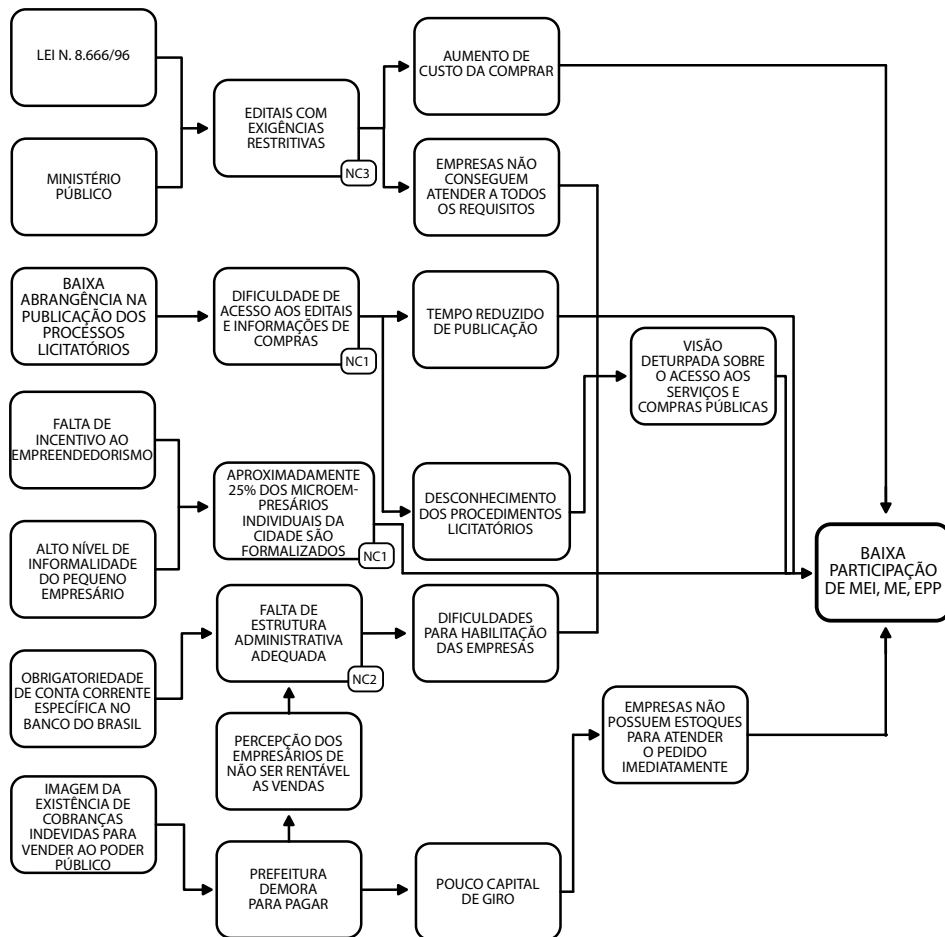 LEI N. 8.666/96
MINISTÉRIO
PÚBLICO
EDITAIS COM
EXIGÊNCIAS
RESTRITIVAS
NC3
AUMENTO DE
CUSTO DA COMPRAR
EMPRESAS NÃO
CONSEGUEM
ATENDER A TODOS
OS REQUISITOS
BAIXA
ABRANGÊNCIA NA
PUBLICAÇÃO DOS
PROCESSOS
LICITATÓRIOS
DIFICULDADE DE
ACESSO AOS EDITAIS
E INFORMAÇÕES DE
COMPRAS
NC1
TEMPO REDUZIDO
DE PUBLICAÇÃO
VISÃO
DETURPADA SOBRE
O ACESSO AOS
SERVIÇOS E
COMPRAS PÚBLICAS
FALTA DE
INCENTIVO AO
EMPREENDEDORISMO
ALTO NÍVEL DE
INFORMALIDADE
DO PEQUENO
EMPRESÁRIO
APROXIMADAMENTE
25% DOS MICROEM-
PRESÁRIOS
INDIVIDUAIS DA
CIDADE SÃO
FORMALIZADOS
NC1
DESCONHECIMENTO
DOS PROCEDIMENTOS
LICITATÓRIOS
BAIXA
PARTICIPAÇÃO
DE MEI, ME, EPP
OBRIGATORIEDADE
DE CONTA CORRENTE
ESPECÍFICA NO
BANCO DO BRASIL
FALTA DE
ESTRUTURA
ADMINISTRATIVA
ADEQUADA
NC2
DIFICULDADES
PARA HABILITAÇÃO
DAS EMPRESAS
PERCEPÇÃO DOS
EMPRESÁRIOS DE
NÃO SER RENTÁVEL
AS VENDAS
EMPRESAS NÃO
POSSUEM ESTOQUES
PARA ATENDER
O PEDIDO
IMEDIATAMENTE
IMAGEM DA
EXISTÊNCIA DE
COBRANÇAS
INDEVIDAS PARA
VENDER AO PODER
PÚBLICO
PREFEITURA
DEMORA
PARA PAGAR
POUCO CAPITAL
DE GIRO